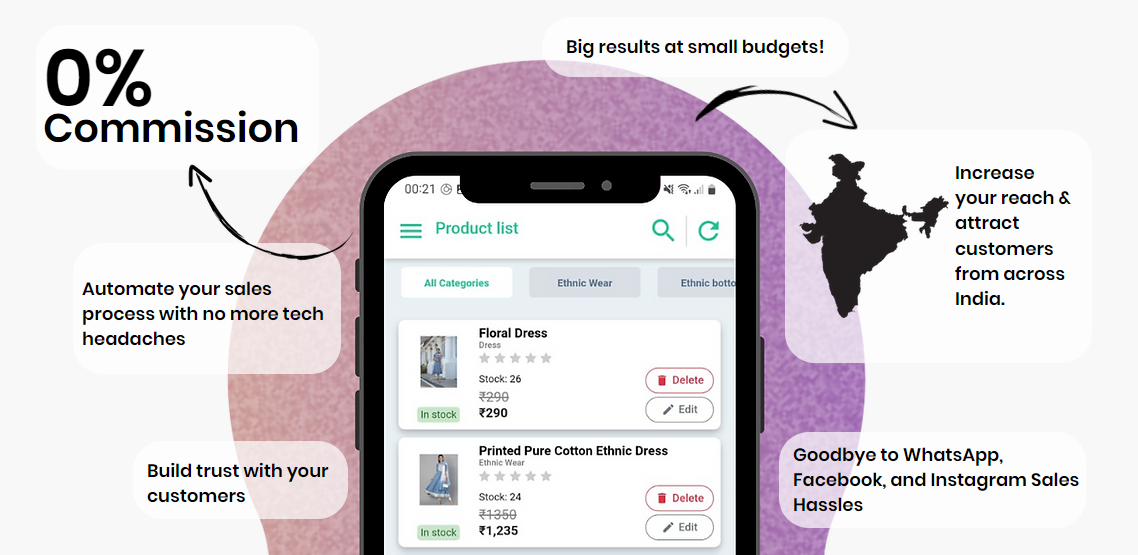 0%
Commission
Big results at small budgets!
Increase
your reach &
attract
customers
from across
India.
Automate your sales
process with no more tech
headaches
Build trust with your
customers
Goodbye to WhatsApp,
Facebook, and Instagram Sales
Hassles
00:21
Product list
All Categories
Ethnic Wear
Ethnic botto
Floral Dress
Dress
Stock: 26
₹290
₹290
In stock
Delete
Edit
Printed Pure Cotton Ethnic Dress
Ethnic Wear
Stock: 24
₹1350
₹1,235
In stock
Delete
Edit